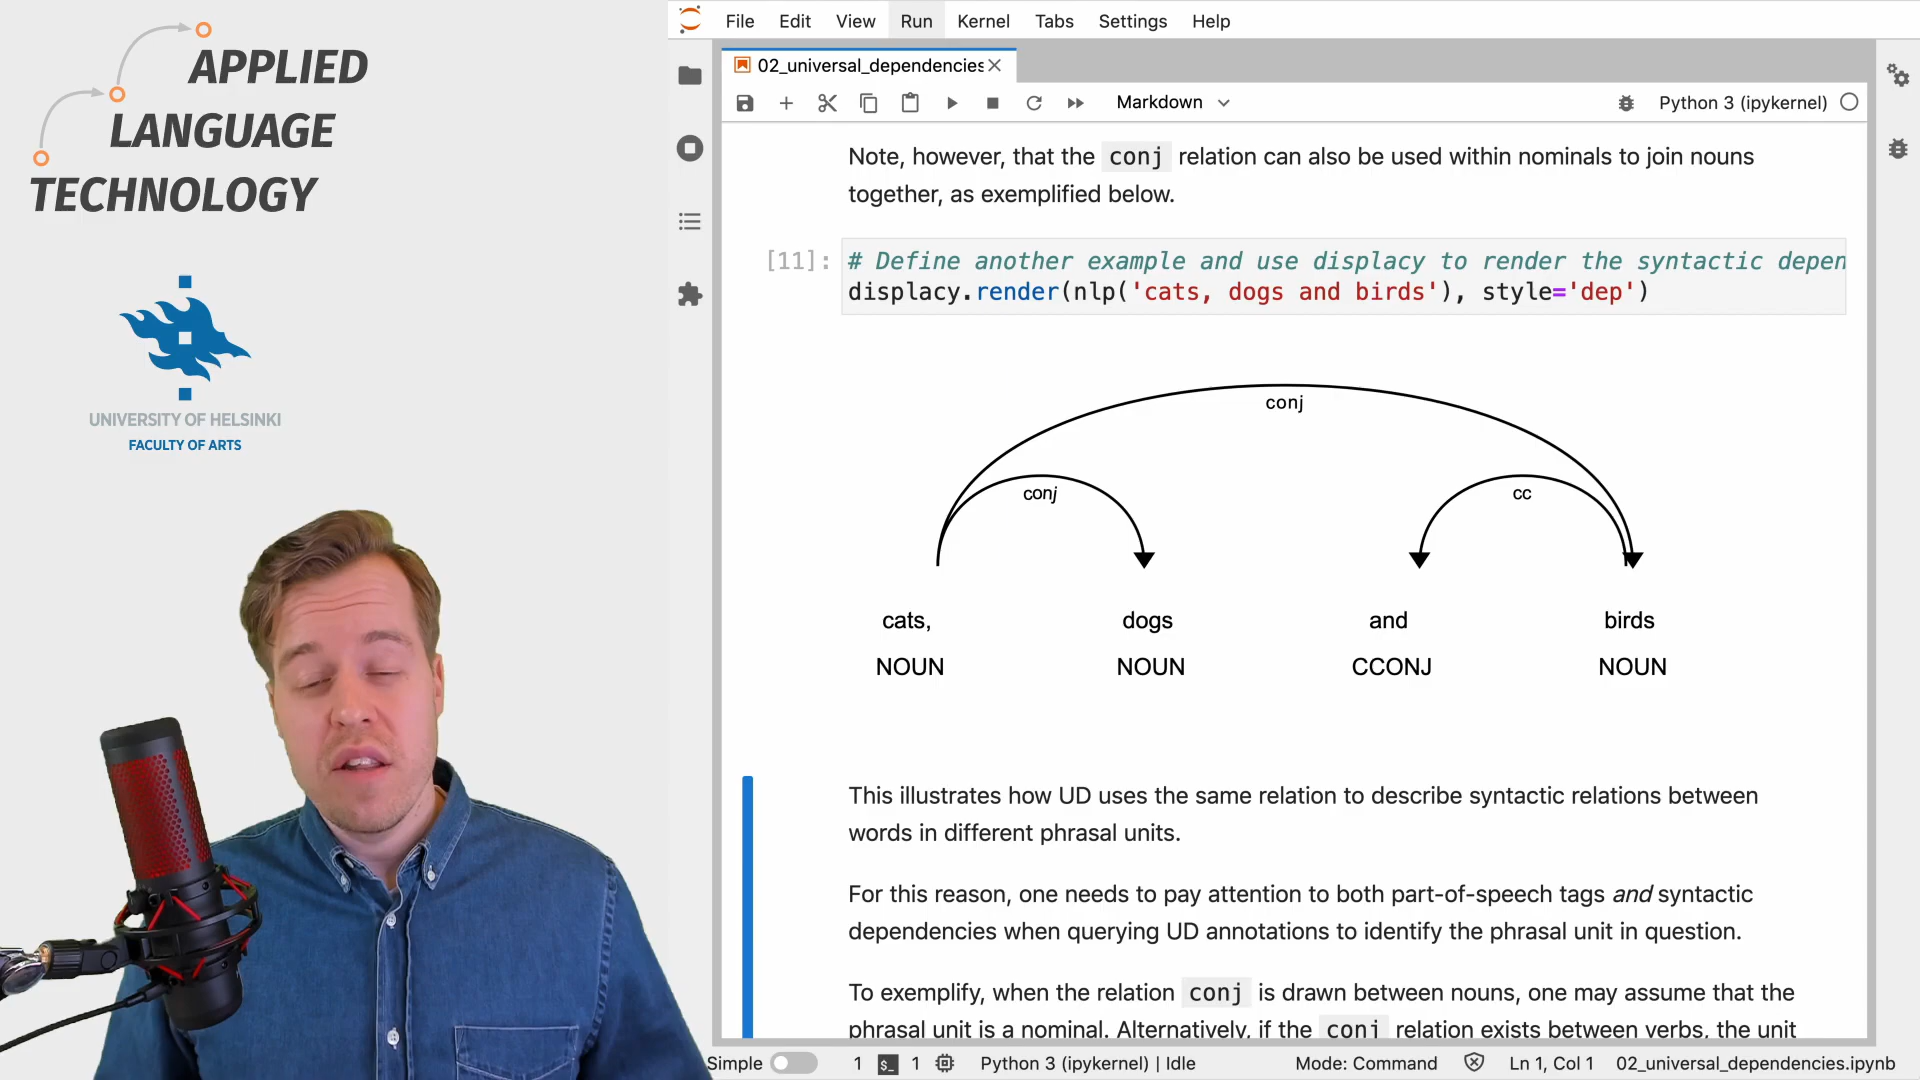 APPLIED
LANGUAGE
TECHNOLOGY
UNIVERSITY OF HELSINKI
FACULTY OF ARTS
File Edit View Run Kernel Tabs Settings Help
02_universal_dependencies
Markdown
Python 3 (ipykernel)
Note, however, that the conj relation can also be used within nominals to join nouns
together, as exemplified below.
[11]: # Define another example and use displacy to render the syntactic depen
displacy.render(nlp('cats, dogs and birds'), style='dep')
conj
conj cc
cats, dogs and birds
NOUN NOUN CCONJ NOUN
This illustrates how UD uses the same relation to describe syntactic relations between
words in different phrasal units.
For this reason, one needs to pay attention to both part-of-speech tags and syntactic
dependencies when querying UD annotations to identify the phrasal unit in question.
To exemplify, when the relation conj is drawn between nouns, one may assume that the
phrasal unit is a nominal. Alternatively, if the conj relation exists between verbs, the unit
Simple 1 $_ 1 Python 3 (ipykernel) | Idle Mode: Command Ln 1, Col 1 02_universal_dependencies.ipynb